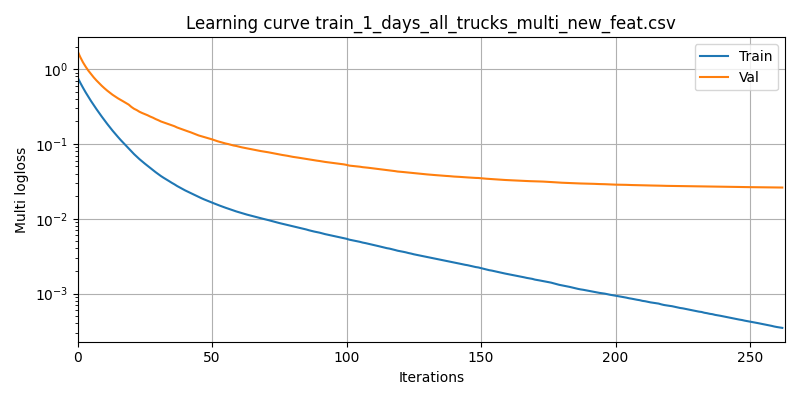 Learning curve train_1_days_all_trucks_multi_new_feat.csv
Train
Val
Multi logloss
10⁰
10⁻¹
10⁻²
10⁻³
0 50 100 150 200 250
Iterations